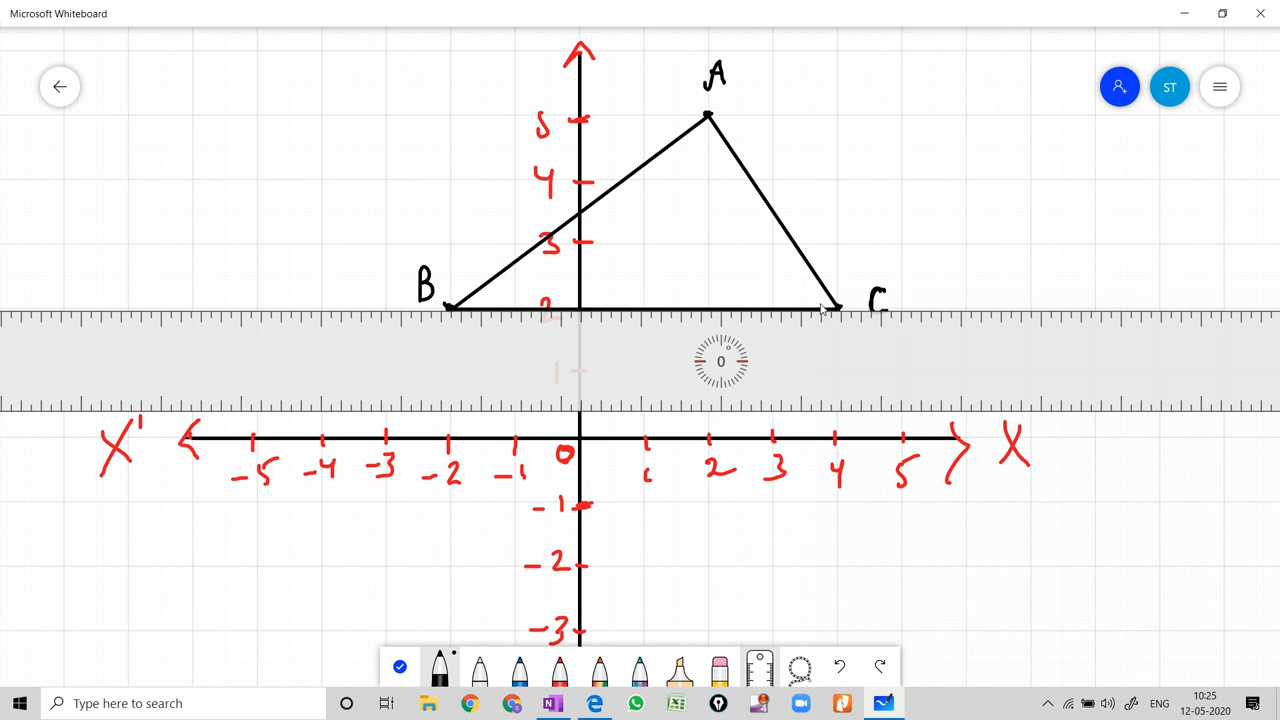 Microsoft Whiteboard
ST
A
5
4
3
B
2
C
0
1
X'
X
0
-5 -4 -3 -2 -1 1 2 3 4 5
-1
-2
-3
Type here to search
ENG
10:25
12-05-2020